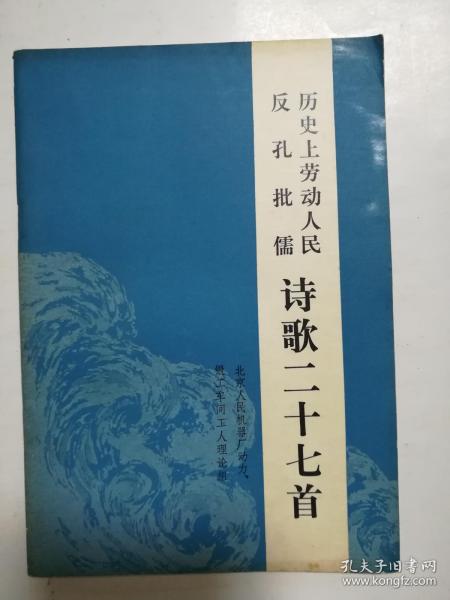 历史上劳动人民
反孔批儒
诗歌二十七首
北京人民机器厂动力、
锻工车间工人理论组
孔夫子旧书网
www.kongfz.com